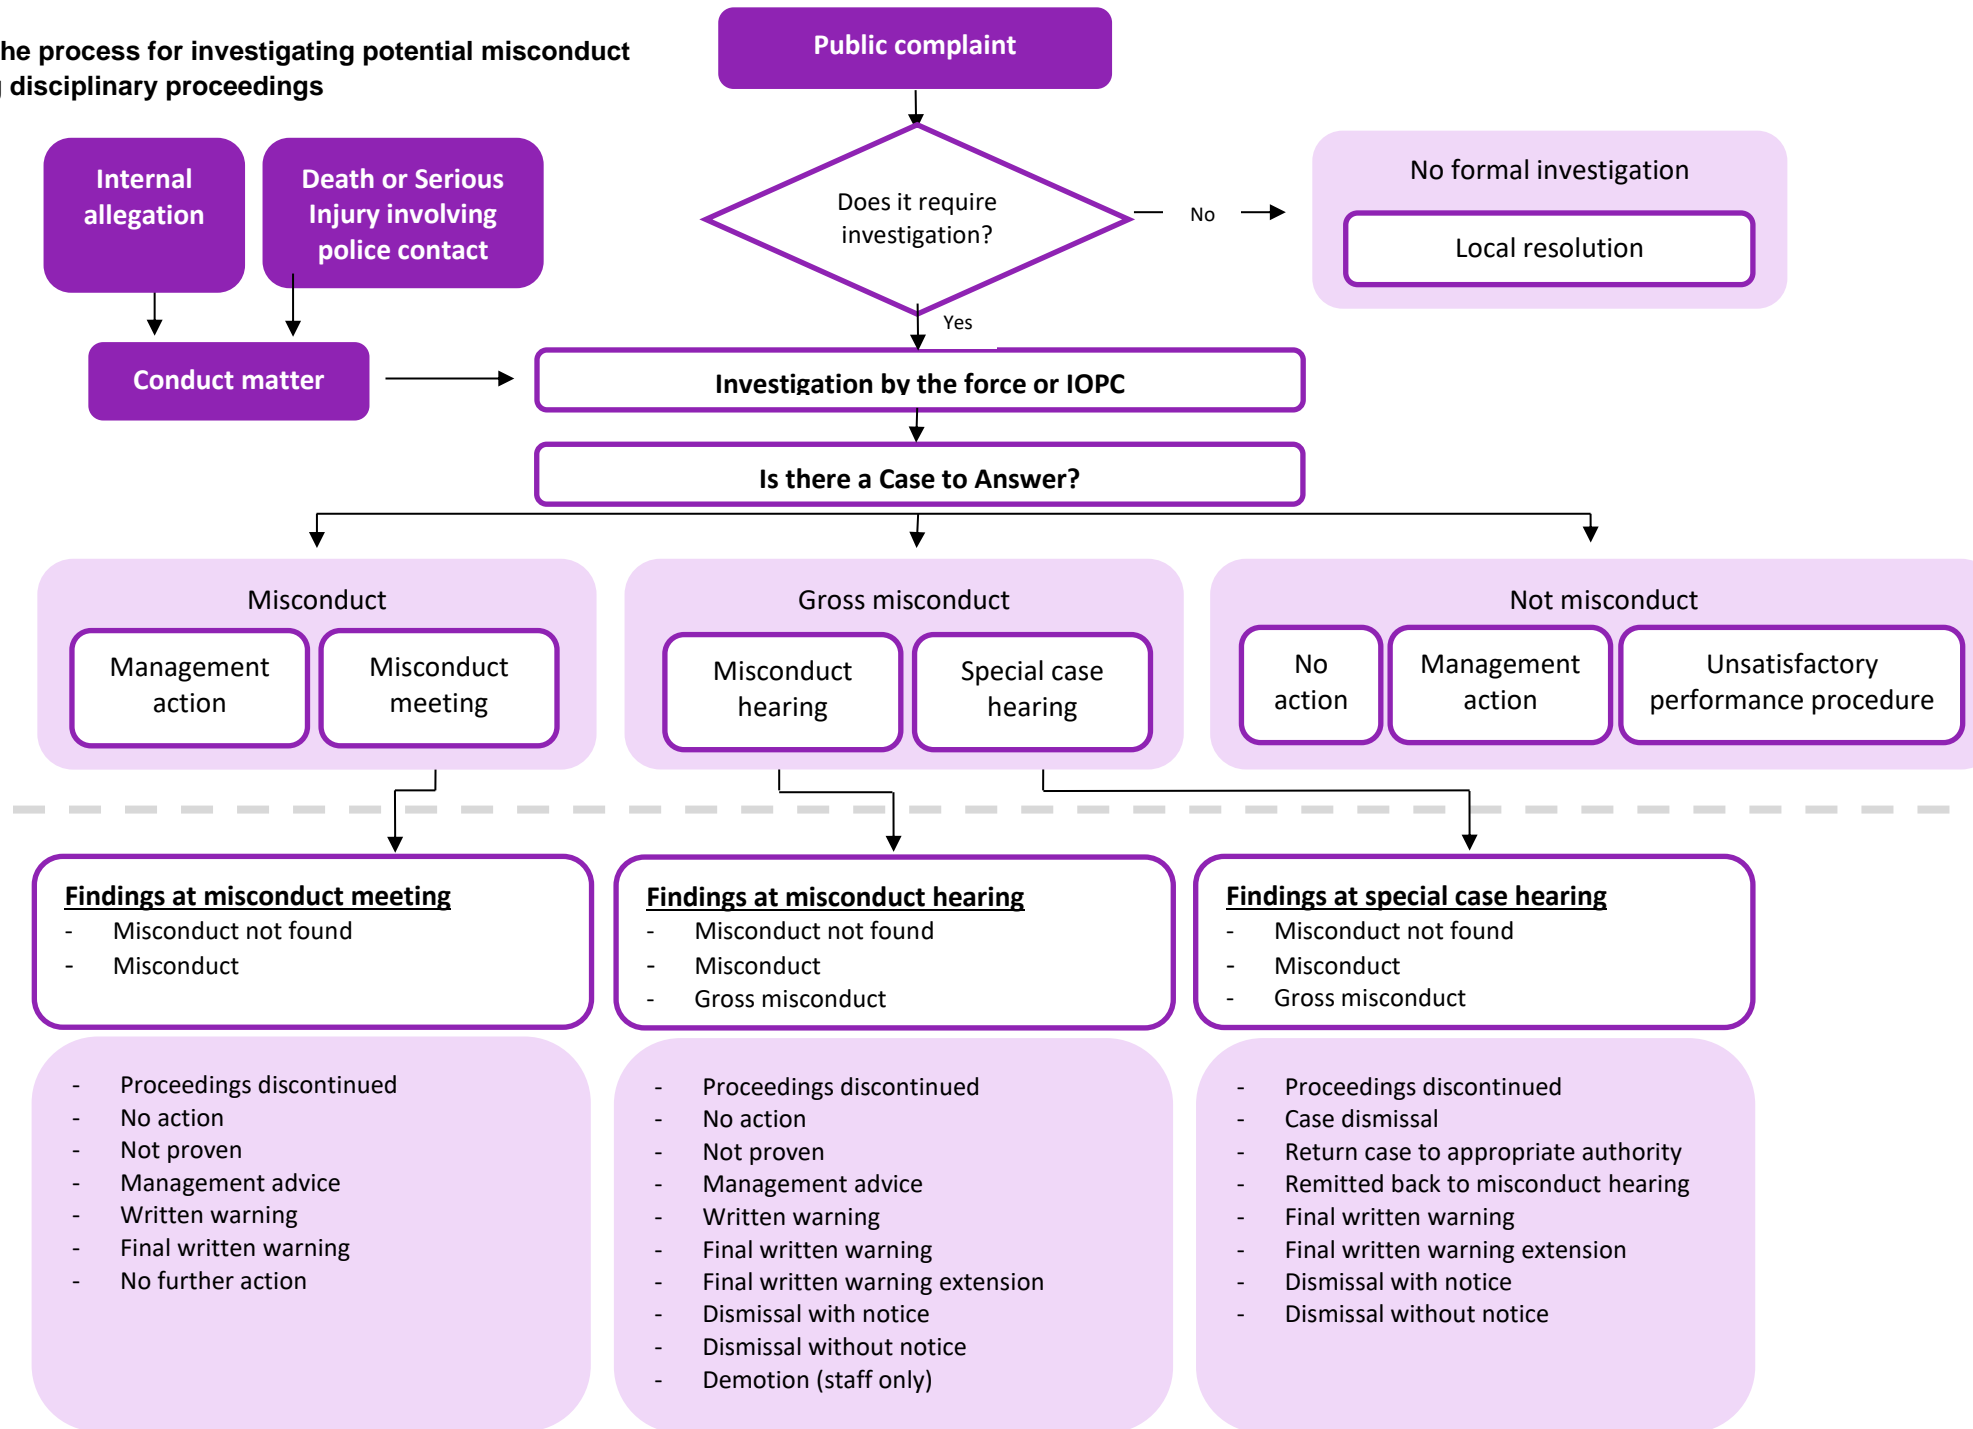 he process for investigating potential misconduct
g disciplinary proceedings
Public complaint
Internal
allegation
Death or Serious
Injury involving
police contact
Does it require
investigation?
No
No formal investigation
Local resolution
Yes
Conduct matter
Investigation by the force or IOPC
Is there a Case to Answer?
Misconduct
Management
action
Misconduct
meeting
Gross misconduct
Misconduct
hearing
Special case
hearing
Not misconduct
No
action
Management
action
Unsatisfactory
performance procedure
Findings at misconduct meeting
- Misconduct not found
- Misconduct
Findings at misconduct hearing
- Misconduct not found
- Misconduct
- Gross misconduct
Findings at special case hearing
- Misconduct not found
- Misconduct
- Gross misconduct
- Proceedings discontinued
- No action
- Not proven
- Management advice
- Written warning
- Final written warning
- No further action
- Proceedings discontinued
- No action
- Not proven
- Management advice
- Written warning
- Final written warning
- Final written warning extension
- Dismissal with notice
- Dismissal without notice
- Demotion (staff only)
- Proceedings discontinued
- Case dismissal
- Return case to appropriate authority
- Remitted back to misconduct hearing
- Final written warning
- Final written warning extension
- Dismissal with notice
- Dismissal without notice